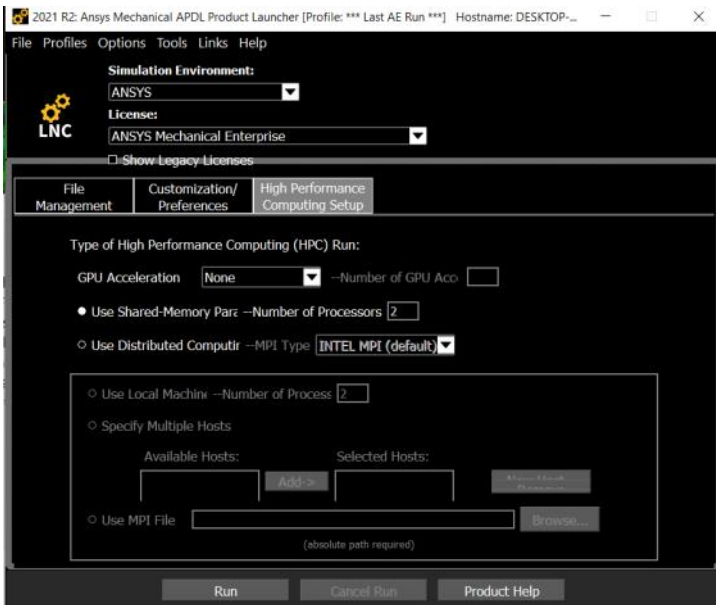 2021 R2: Ansys Mechanical APDL Product Launcher [Profile: *** Last AE Run ***] Hostname: DESKTOP-...
File Profiles Options Tools Links Help
Simulation Environment:
ANSYS
LNC
License:
ANSYS Mechanical Enterprise
Show Legacy Licenses
File Management
Customization/ Preferences
High Performance Computing Setup
Type of High Performance Computing (HPC) Run:
GPU Acceleration None --Number of GPU Acc
Use Shared-Memory Para --Number of Processors 2
Use Distributed Computir --MPI Type INTEL MPI (default)
Use Local Machine --Number of Process 2
Specify Multiple Hosts
Available Hosts: Selected Hosts:
Add->
Use MPI File Browse...
(absolute path required)
Run Cancel Run Product Help